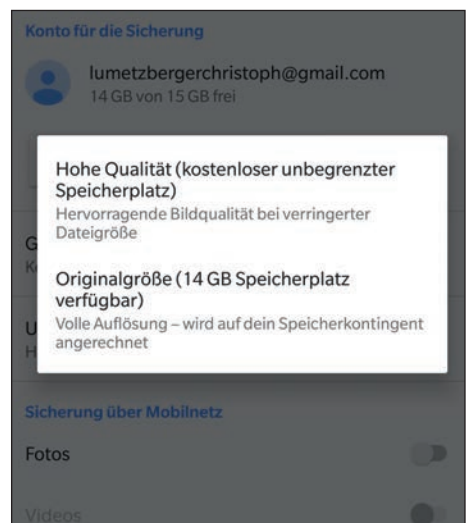 Konto für die Sicherung
lumetzbergerchristoph@gmail.com
14 GB von 15 GB frei
Hohe Qualität (kostenloser unbegrenzter
Speicherplatz)
Hervorragende Bildqualität bei verringerter
Dateigröße
G
K
Originalgröße (14 GB Speicherplatz
verfügbar)
Volle Auflösung – wird auf dein Speicherkontingent
angerechnet
U
H
Sicherung über Mobilnetz
Fotos
Videos